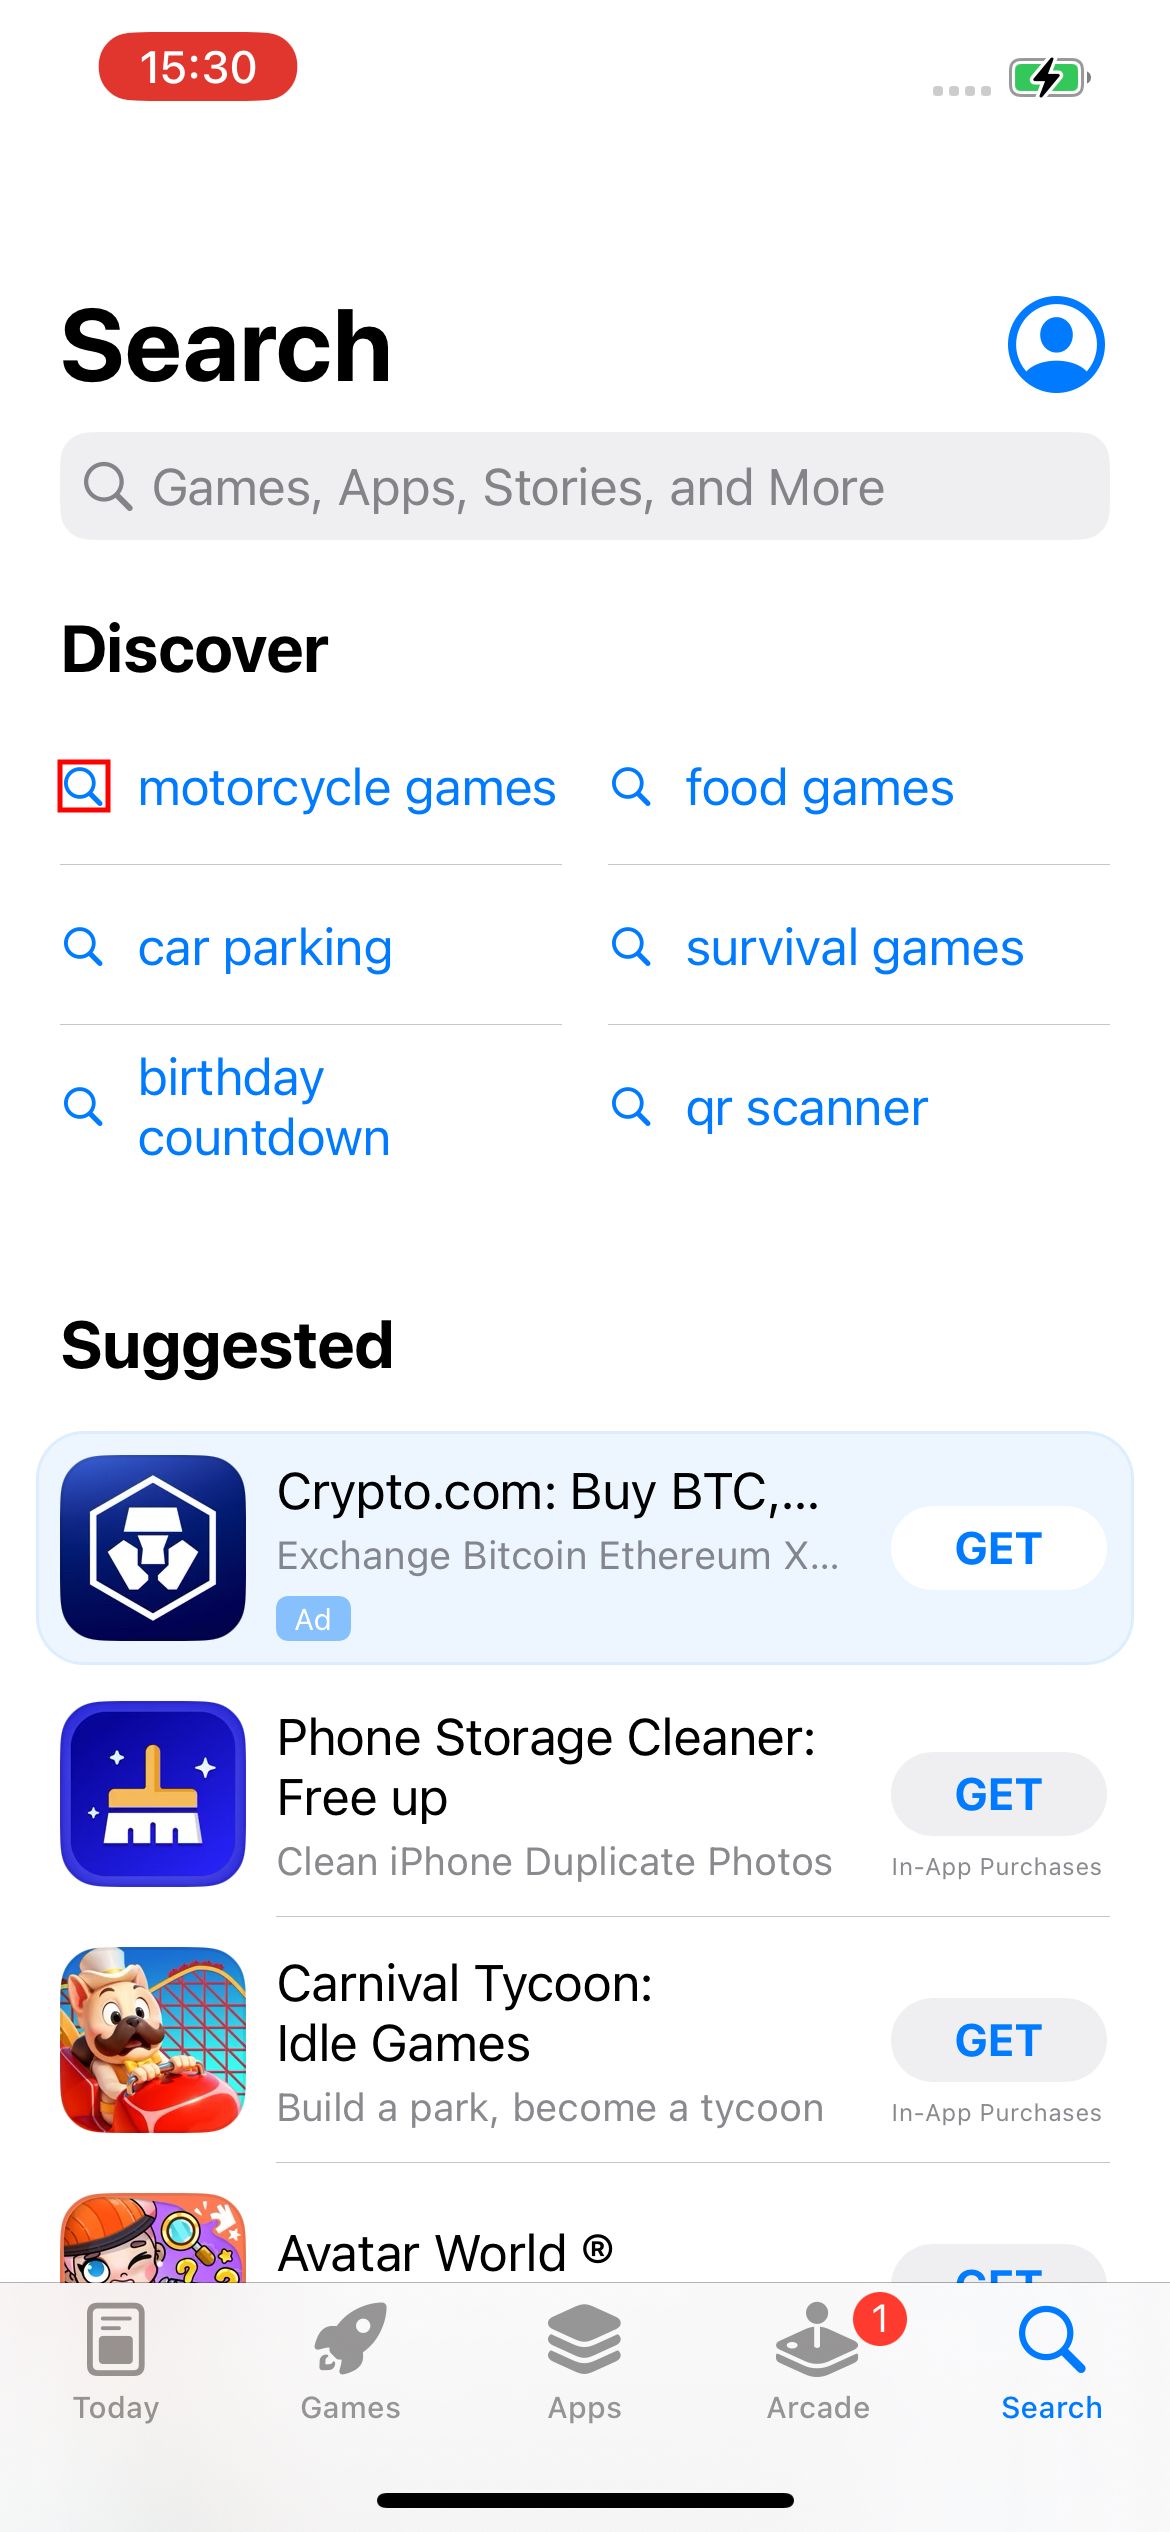 15:30
Search
Games, Apps, Stories, and More
Discover
motorcycle games
food games
car parking
survival games
birthday
countdown
qr scanner
Suggested
Crypto.com: Buy BTC,...
Exchange Bitcoin Ethereum X...
Ad
GET
Phone Storage Cleaner:
Free up
Clean iPhone Duplicate Photos
GET
In-App Purchases
Carnival Tycoon:
Idle Games
Build a park, become a tycoon
GET
In-App Purchases
Avatar World ®
GET
Today
Games
Apps
Arcade
1
Search